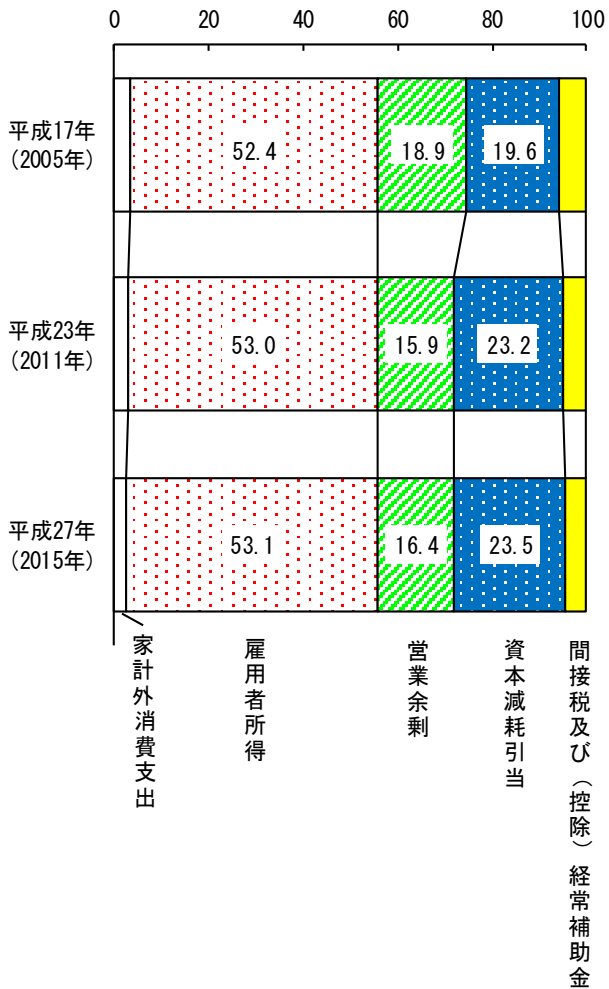 0 20 40 60 80 100
平成17年
(2005年)
52.4 18.9 19.6
平成23年
(2011年)
53.0 15.9 23.2
平成27年
(2015年)
53.1 16.4 23.5
家計外消費支出
雇用者所得
営業余剰
資本減耗引当
間接税及び(控除)経常補助金